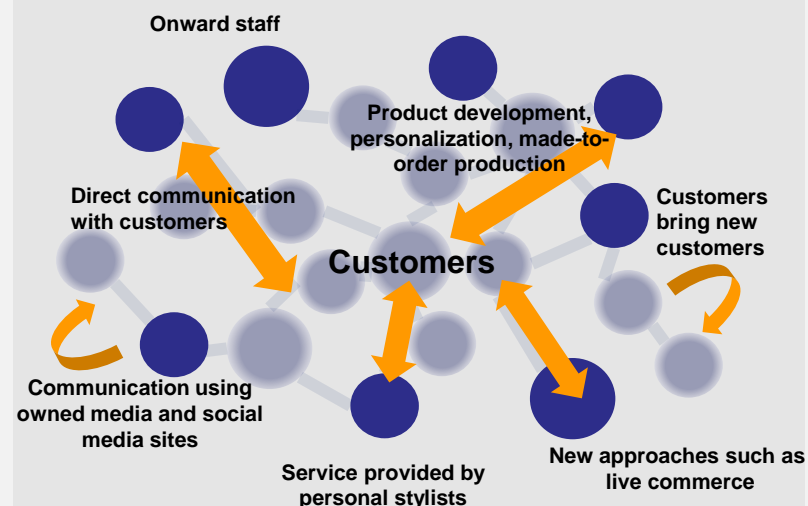 Onward staff
Product development,
personalization, made-to-
order production
Direct communication
with customers
Customers
bring new
customers
Customers
Communication using
owned media and social
media sites
Service provided by
personal stylists
New approaches such as
live commerce